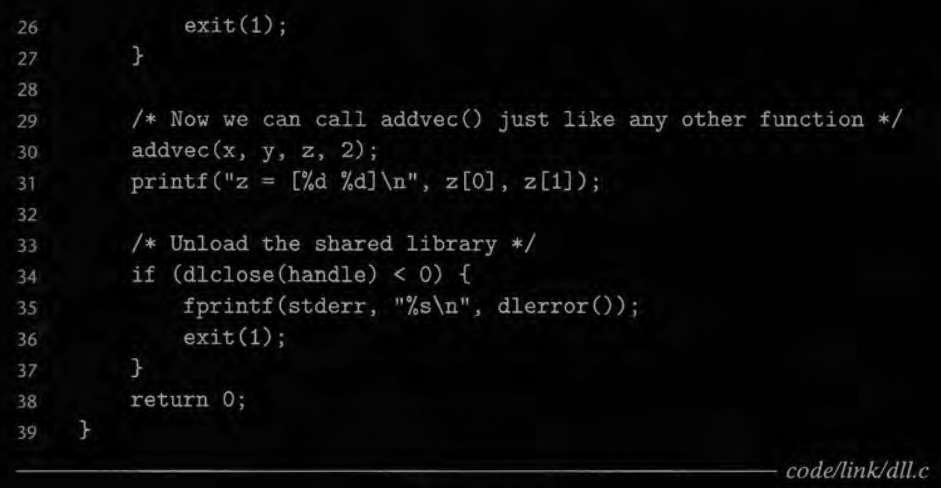 26 exit(1);
27 }
28
29 /* Now we can call addvec() just like any other function */
30 addvec(x, y, z, 2);
31 printf("z = [%d %d]\n", z[0], z[1]);
32
33 /* Unload the shared library */
34 if (dlclose(handle) < 0) {
35 fprintf(stderr, "%s\n", dlerror());
36 exit(1);
37 }
38 return 0;
39 }
code/link/dll.c